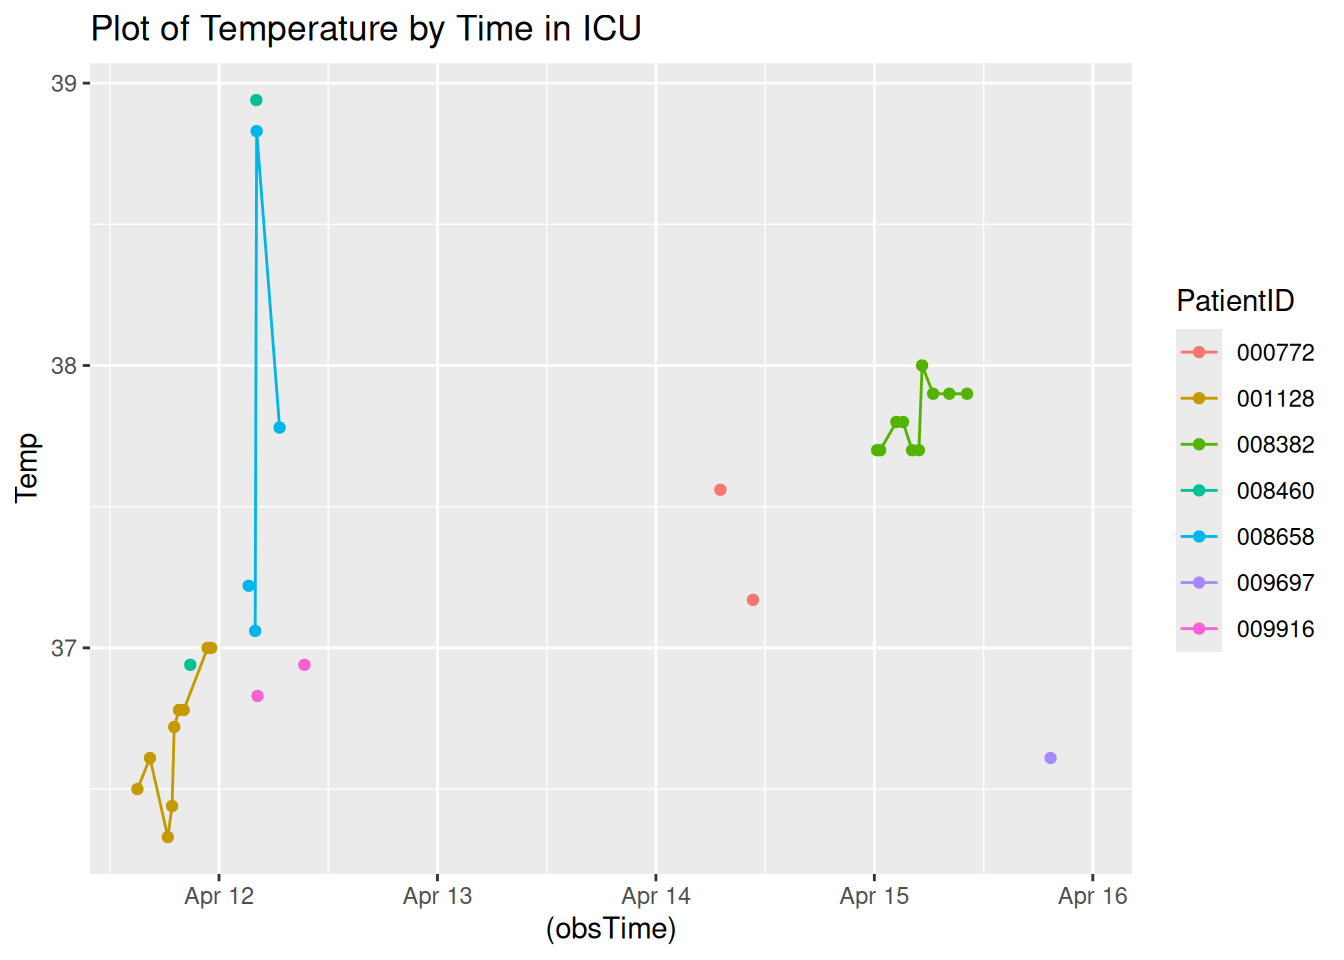 Plot of Temperature by Time in ICU
39
38
37
Temp
Apr 12
Apr 13
Apr 14
Apr 15
Apr 16
(obsTime)
PatientID
000772
001128
008382
008460
008658
009697
009916